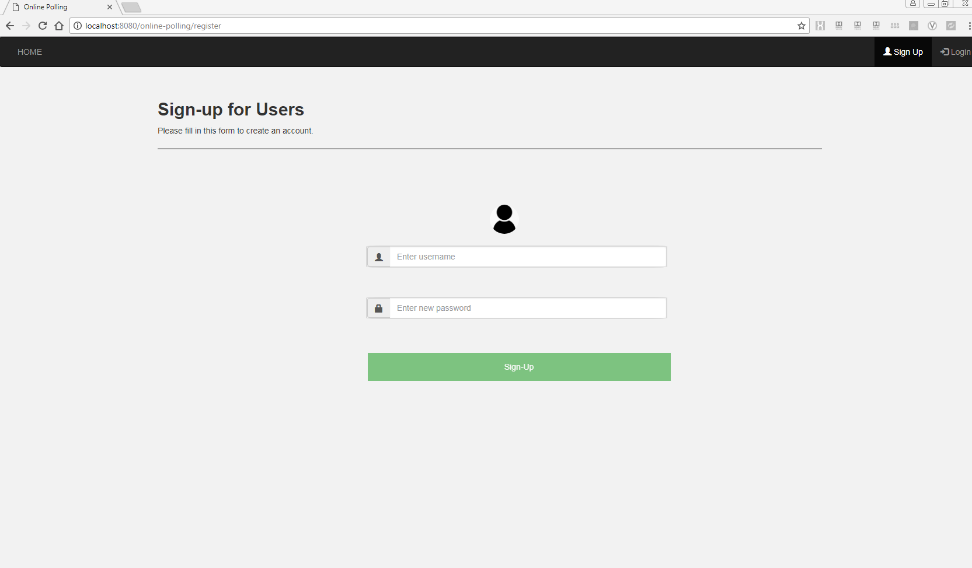 Online Polling
localhost:8080/online-polling/register
HOME
Sign Up
Login
Sign-up for Users
Please fill in this form to create an account.
Enter username
Enter new password
Sign-Up